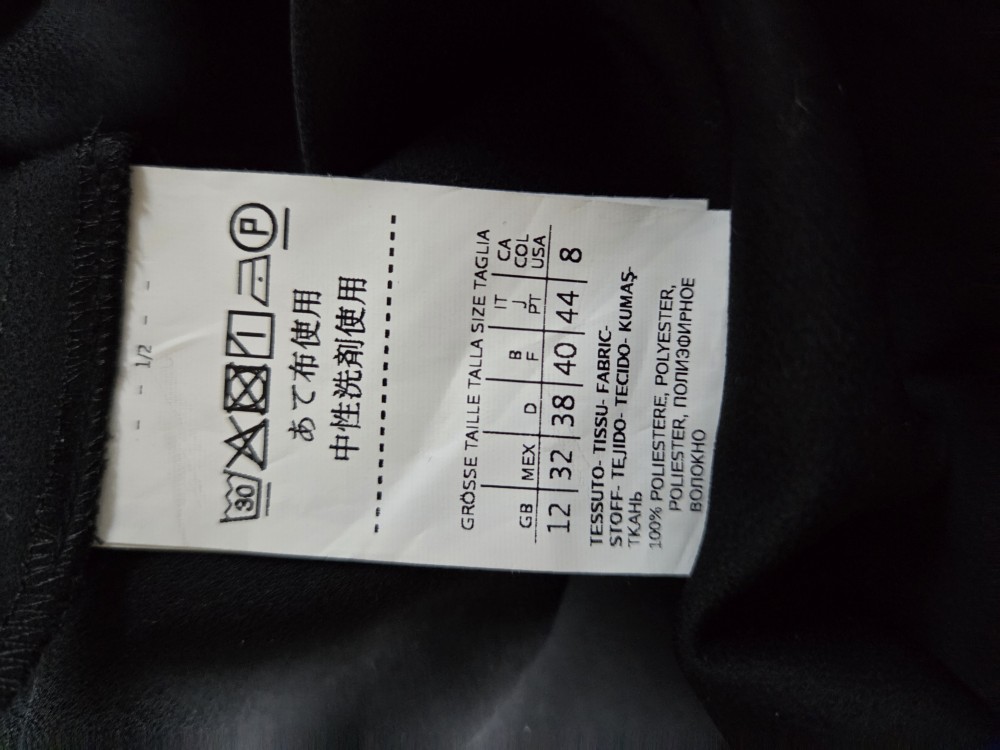 - - 1/2 - -
30 P
あて布使用
中性洗剤使用
GRÖSSE TAILLE TALLA SIZE TAGLIA
GB MEX D B F IT J PT CA COL USA
12 32 38 40 44 8
TESSUTO- TISSU- FABRIC-
STOFF- TEJIDO- TECIDO- KUMAŞ-
ТКАНЬ
100% POLIESTERE, POLYESTER,
POLIESTER, ПОЛИЭФИРНОЕ
ВОЛОКНО